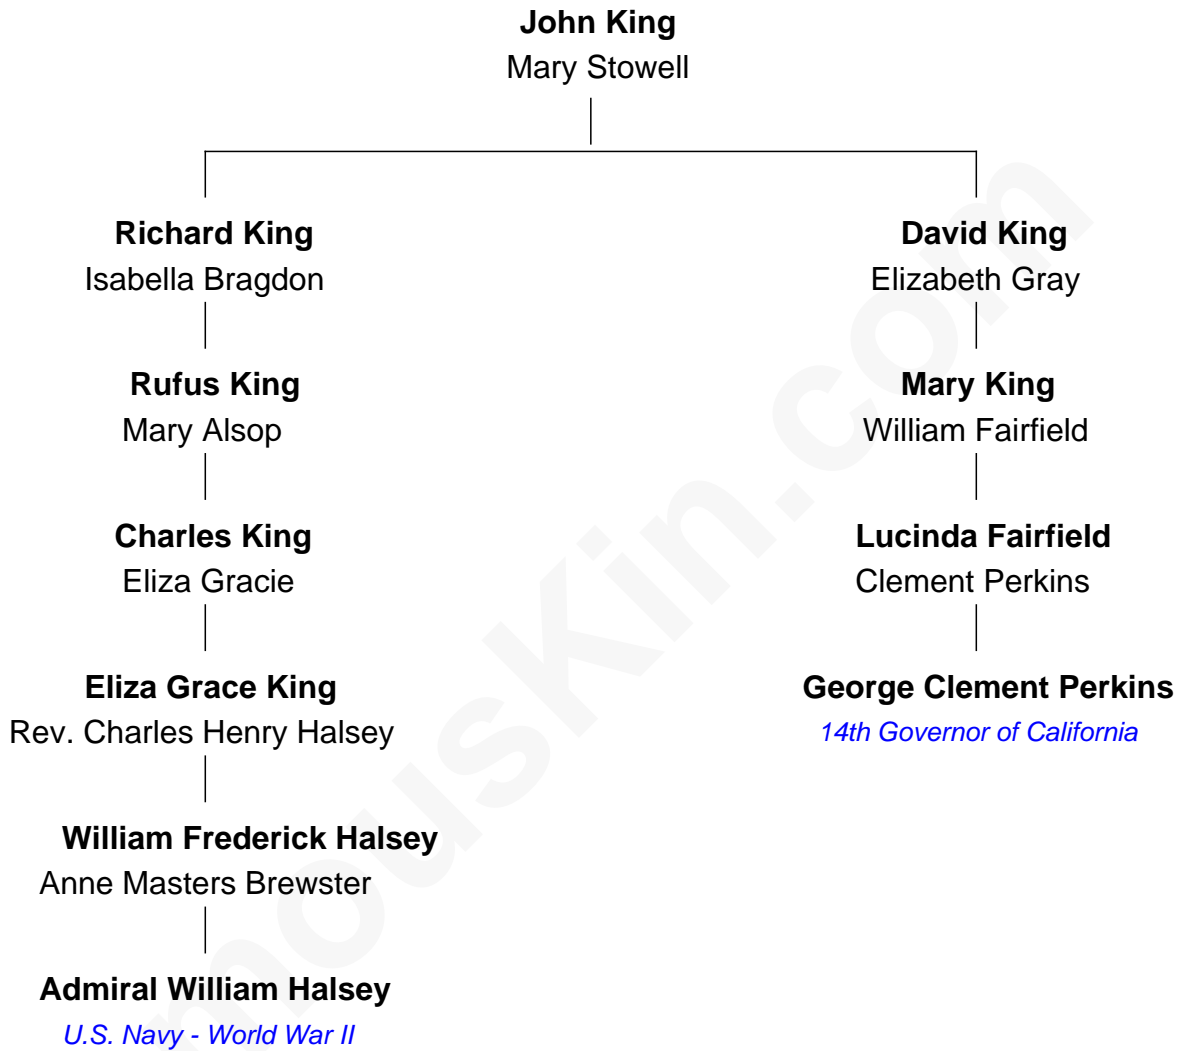 John King
Mary Stowell
Richard King
Isabella Bragdon
David King
Elizabeth Gray
Rufus King
Mary Alsop
Mary King
William Fairfield
Charles King
Eliza Gracie
Lucinda Fairfield
Clement Perkins
Eliza Grace King
Rev. Charles Henry Halsey
George Clement Perkins
14th Governor of California
William Frederick Halsey
Anne Masters Brewster
Admiral William Halsey
U.S. Navy - World War II
mousKin.com